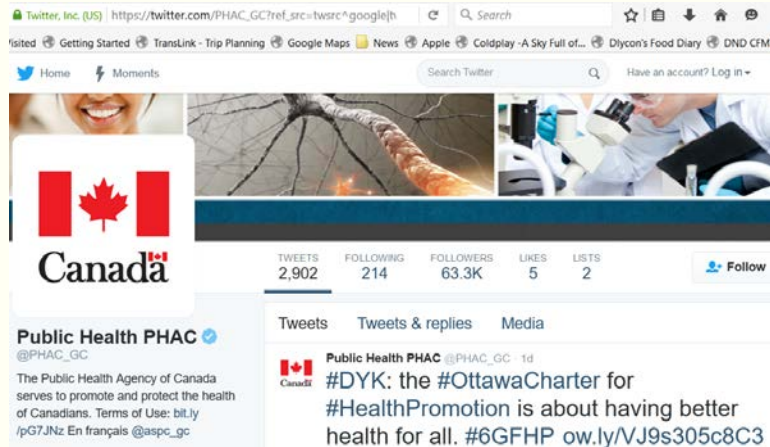 Twitter, Inc. (US) https://twitter.com/PHAC_GC?ref_src=twsrc^google|t Search
Visited Getting Started TransLink - Trip Planning Google Maps News Apple Coldplay -A Sky Full of... Dlycon's Food Diary DND CFM
Home Moments Search Twitter Have an account? Log in
Canada
TWEETS FOLLOWING FOLLOWERS LIKES LISTS
2,902 214 63.3K 5 2 Follow
Tweets Tweets & replies Media
Public Health PHAC
@PHAC_GC
The Public Health Agency of Canada
serves to promote and protect the health
of Canadians. Terms of Use: bit.ly
/pG7JNz En français @aspc_gc
Public Health PHAC @PHAC_GC · 1d
Canada
#DYK: the #OttawaCharter for
#HealthPromotion is about having better
health for all. #6GFHP ow.ly/VJ9s305c8C3